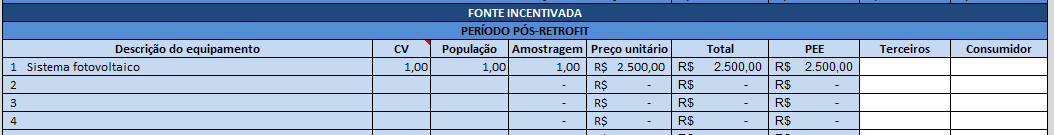 FONTE INCENTIVADA
PERÍODO PÓS-RETROFIT
Descrição do equipamento CV População Amostragem Preço unitário Total PEE Terceiros Consumidor
1 Sistema fotovoltaico 1,00 1,00 1,00 R$ 2.500,00 R$ 2.500,00 R$ 2.500,00
2 - R$ - R$ - R$ -
3 - R$ - R$ - R$ -
4 - R$ - R$ - R$ -